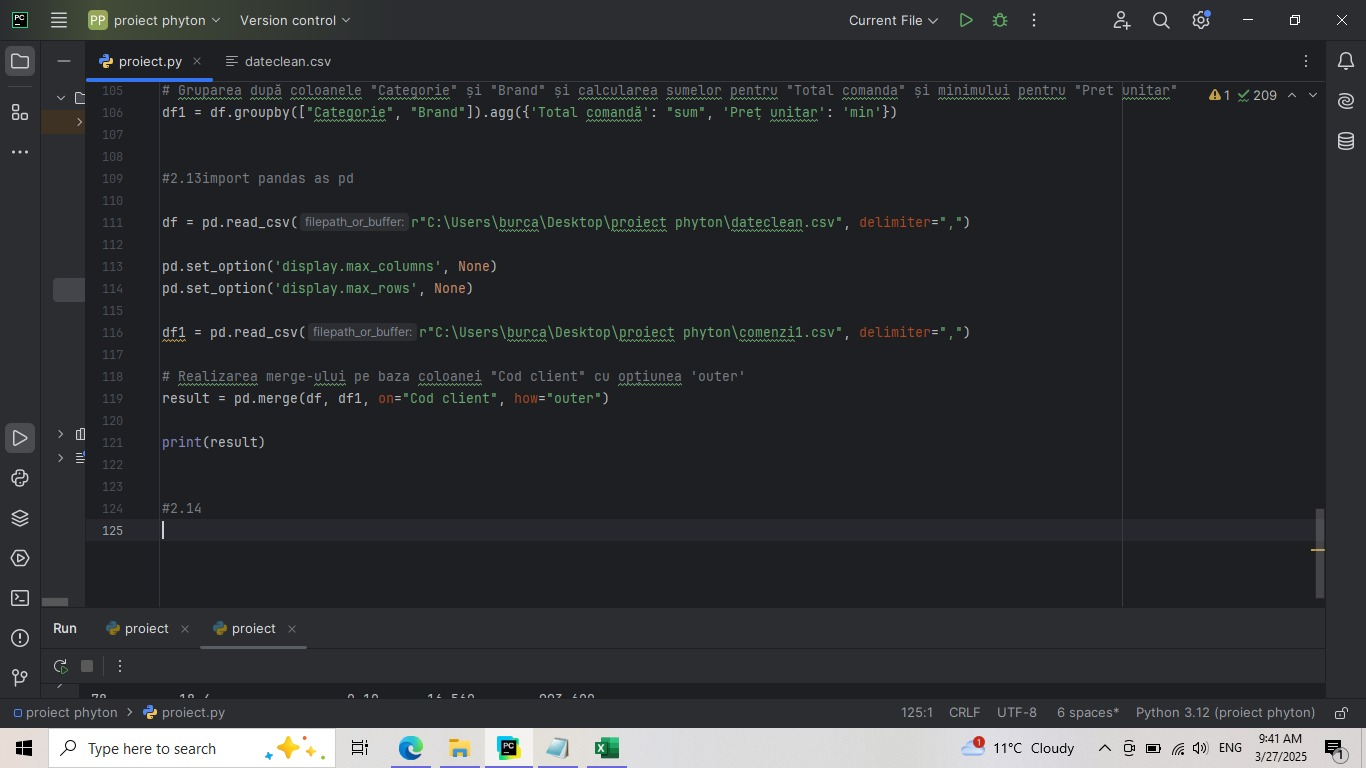 PC
PP proiect phyton
Version control
Current File
proiect.py
dateclean.csv
105 # Gruparea după coloanele "Categorie" și "Brand" și calcularea sumelor pentru "Total comanda" și minimului pentru "Pret unitar"
1 209
106 df1 = df.groupby(["Categorie", "Brand"]).agg({'Total comandă': "sum", 'Preț unitar': 'min'})
107
108
109 #2.13import pandas as pd
110
111 df = pd.read_csv( filepath_or_buffer: r"C:\Users\burca\Desktop\proiect phyton\dateclean.csv", delimiter=",")
112
113 pd.set_option('display.max_columns', None)
114 pd.set_option('display.max_rows', None)
115
116 df1 = pd.read_csv( filepath_or_buffer: r"C:\Users\burca\Desktop\proiect phyton\comenzi1.csv", delimiter=",")
117
118 # Realizarea merge-ului pe baza coloanei "Cod client" cu opțiunea 'outer'
119 result = pd.merge(df, df1, on="Cod client", how="outer")
120
121 print(result)
122
123
124 #2.14
125
Run proiect proiect
proiect phyton > proiect.py
125:1 CRLF UTF-8 6 spaces* Python 3.12 (proiect phyton)
Type here to search
PC
1
11°C Cloudy
ENG
9:41 AM
3/27/2025
1